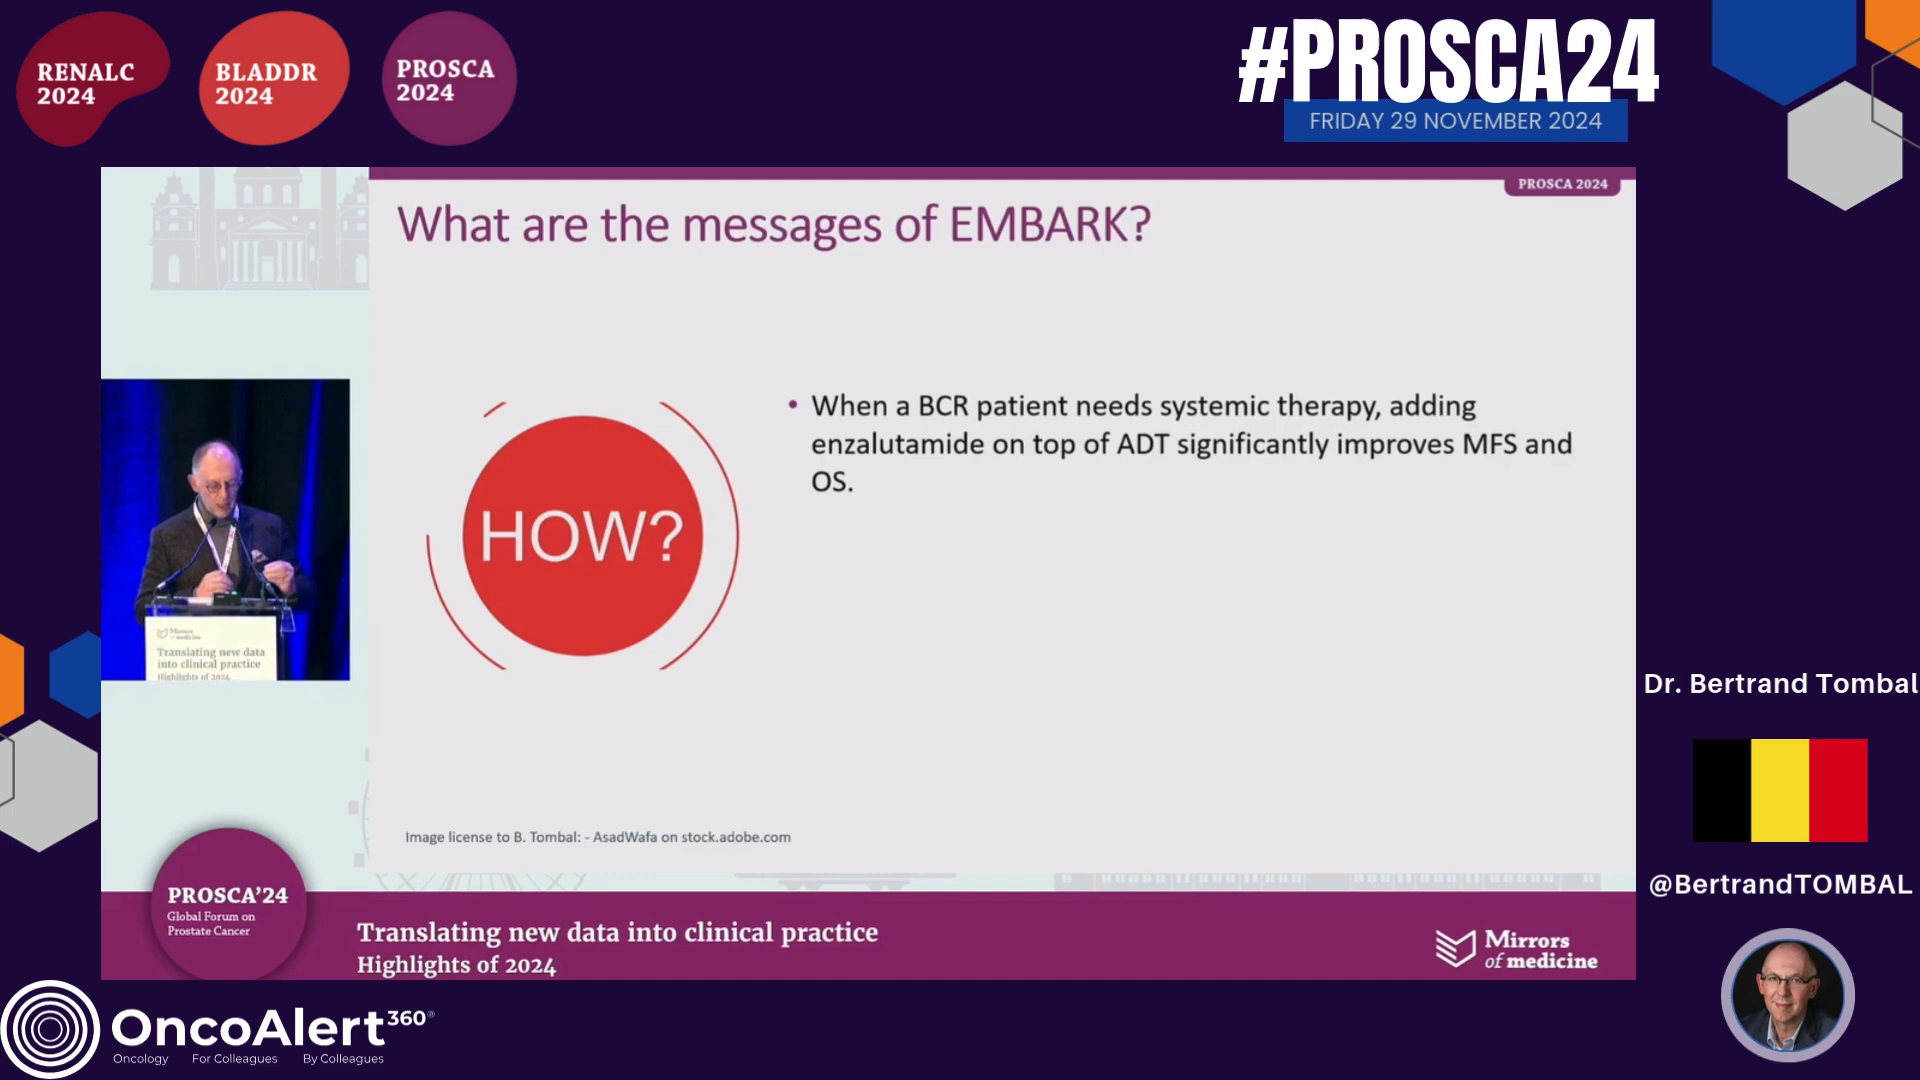 RENALC
2024
BLADDR
2024
PROSCA
2024
#PROSCA24
FRIDAY 29 NOVEMBER 2024
PROSCA 2024
What are the messages of EMBARK?
HOW?
• When a BCR patient needs systemic therapy, adding
enzalutamide on top of ADT significantly improves MFS and
OS.
Mirrors
of medicine
Translating new data
into clinical practice
Highlights of 2024
Image license to B. Tombal: - AsadWafa on stock.adobe.com
PROSCA'24
Global Forum on
Prostate Cancer
Translating new data into clinical practice
Highlights of 2024
Mirrors
of medicine
Dr. Bertrand Tombal
@BertrandTOMBAL
OncoAlert360®
Oncology For Colleagues By Colleagues